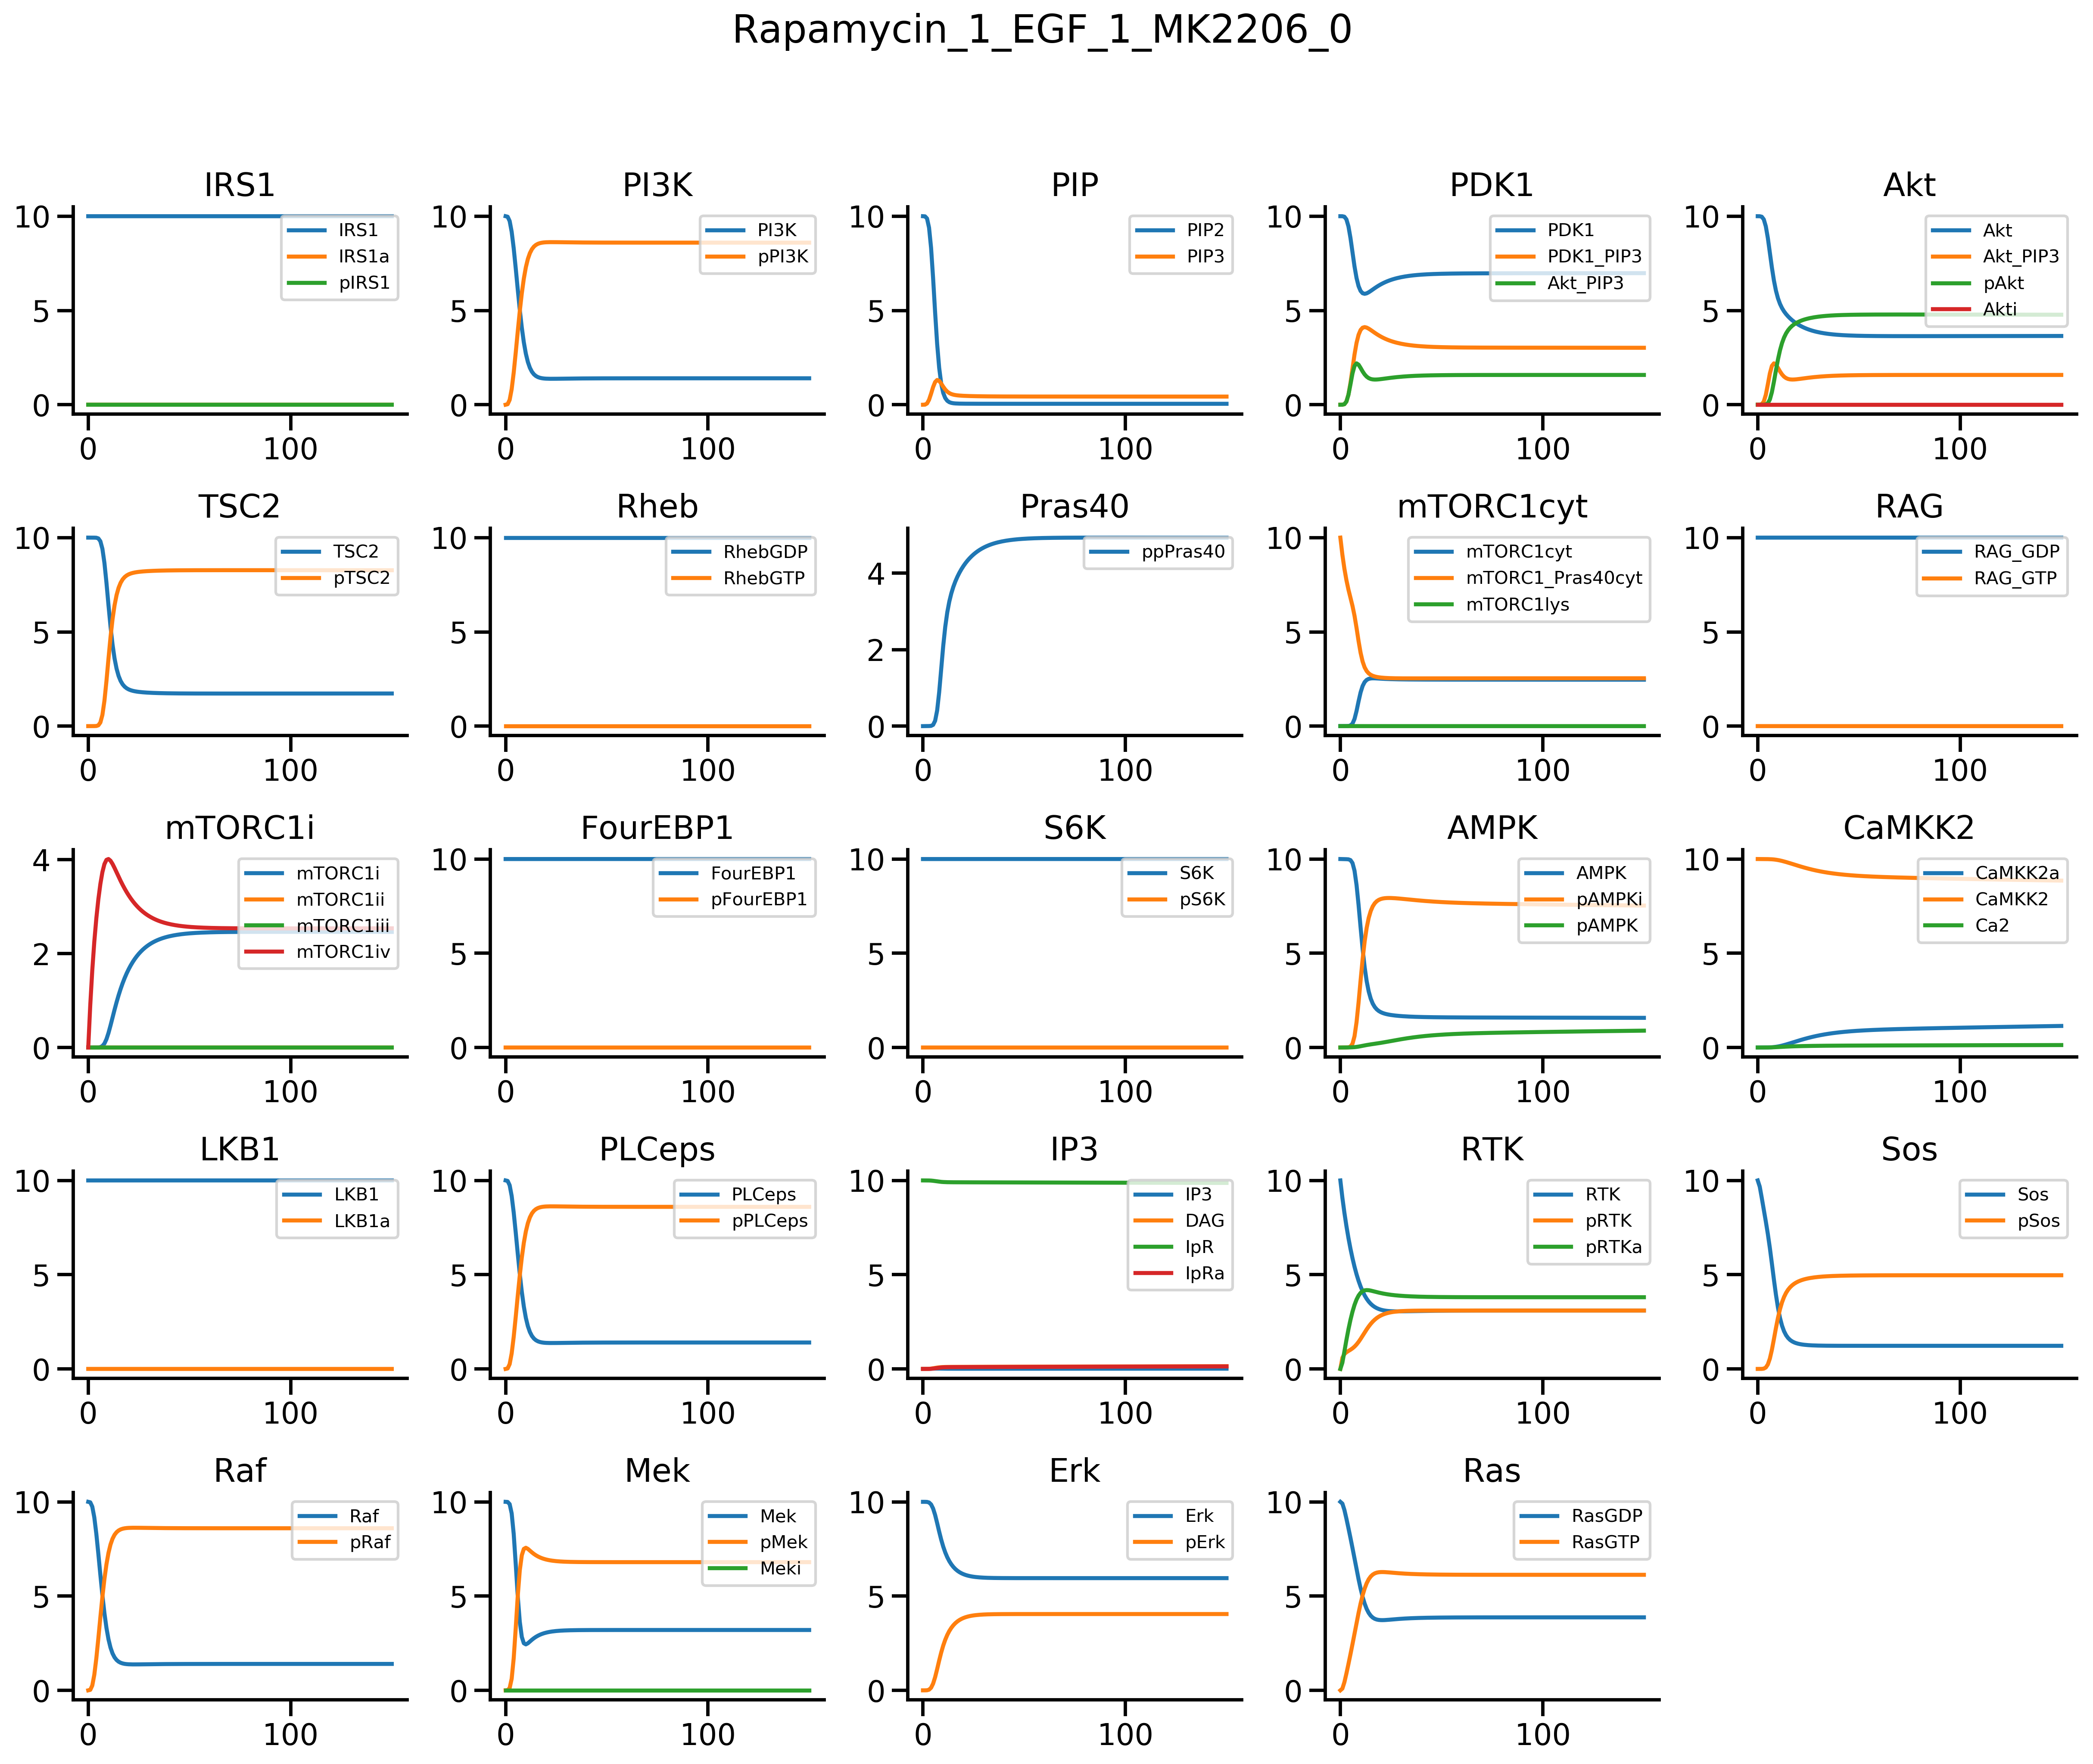 Rapamycin_1_EGF_1_MK2206_0
IRS1
10
5
0
0
100
IRS1
IRS1a
pIRS1
PI3K
10
5
0
0
100
PI3K
pPI3K
PIP
10
5
0
0
100
PIP2
PIP3
PDK1
10
5
0
0
100
PDK1
PDK1_PIP3
Akt_PIP3
Akt
10
5
0
0
100
Akt
Akt_PIP3
pAkt
Akti
TSC2
10
5
0
0
100
TSC2
pTSC2
Rheb
10
5
0
0
100
RhebGDP
RhebGTP
Pras40
4
2
0
0
100
ppPras40
mTORC1cyt
10
5
0
0
100
mTORC1cyt
mTORC1_Pras40cyt
mTORC1lys
RAG
10
5
0
0
100
RAG_GDP
RAG_GTP
mTORC1i
4
2
0
0
100
mTORC1i
mTORC1ii
mTORC1iii
mTORC1iv
FourEBP1
10
5
0
0
100
FourEBP1
pFourEBP1
S6K
10
5
0
0
100
S6K
pS6K
AMPK
10
5
0
0
100
AMPK
pAMPKi
pAMPK
CaMKK2
10
5
0
0
100
CaMKK2a
CaMKK2
Ca2
LKB1
10
5
0
0
100
LKB1
LKB1a
PLCeps
10
5
0
0
100
PLCeps
pPLCeps
IP3
10
5
0
0
100
IP3
DAG
IpR
IpRa
RTK
10
5
0
0
100
RTK
pRTK
pRTKa
Sos
10
5
0
0
100
Sos
pSos
Raf
10
5
0
0
100
Raf
pRaf
Mek
10
5
0
0
100
Mek
pMek
Meki
Erk
10
5
0
0
100
Erk
pErk
Ras
10
5
0
0
100
RasGDP
RasGTP